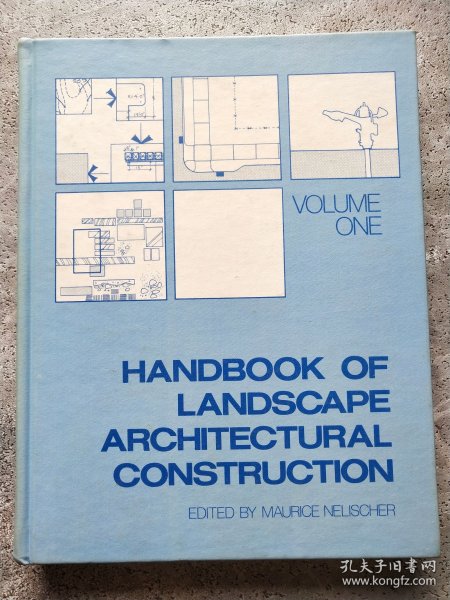 VOLUME
ONE
HANDBOOK OF
LANDSCAPE
ARCHITECTURAL
CONSTRUCTION
EDITED BY MAURICE NELISCHER
孔夫子旧书网
www.kongfz.com